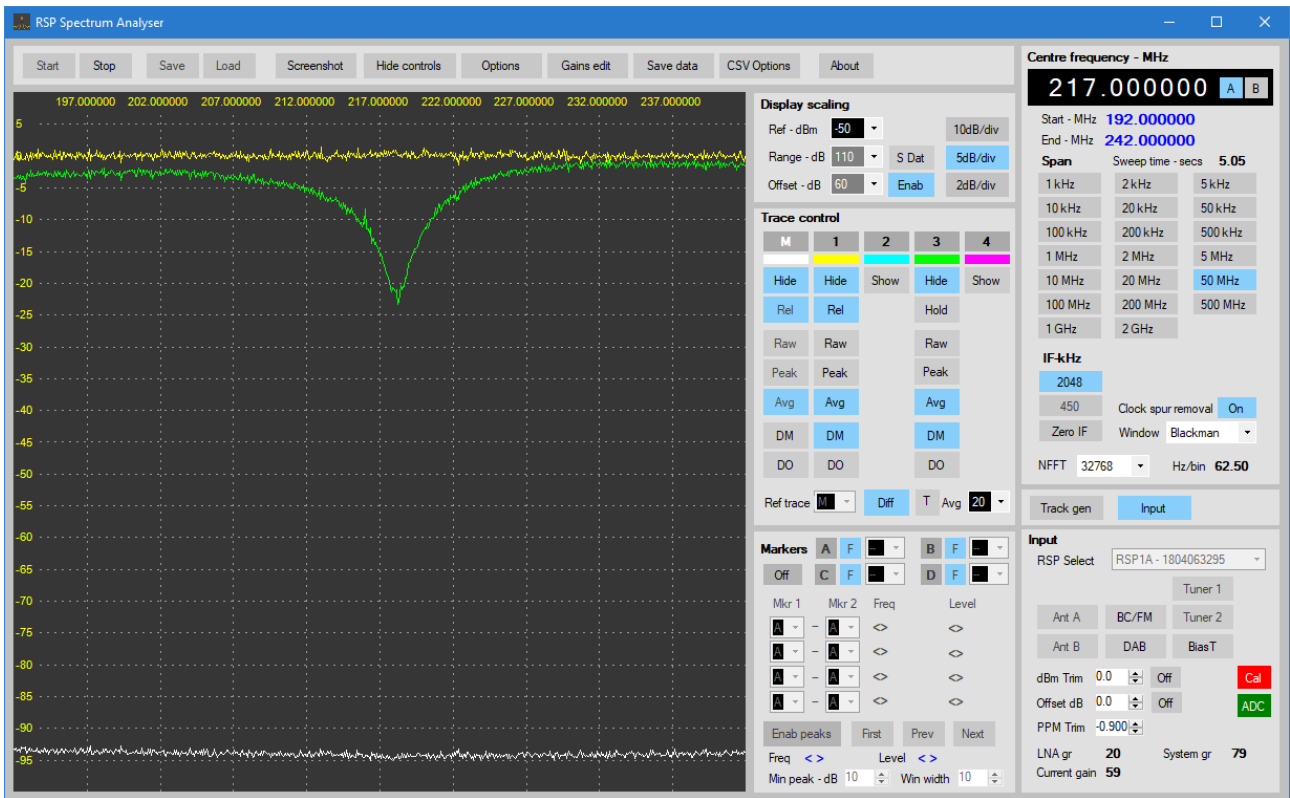 RSP Spectrum Analyser
Start Stop Save Load Screenshot Hide controls Options Gains edit Save data CSV Options About
197.000000 202.000000 207.000000 212.000000 217.000000 222.000000 227.000000 232.000000 237.000000
5
0
-5
-10
-15
-20
-25
-30
-35
-40
-45
-50
-55
-60
-65
-70
-75
-80
-85
-90
-95
Display scaling
Ref - dBm -50 10dB/div
Range - dB 110 S Dat 5dB/div
Offset - dB 60 Enab 2dB/div
Trace control
M 1 2 3 4
Hide Hide Show Hide Show
Rel Rel Hold
Raw Raw Raw
Peak Peak Peak
Avg Avg Avg
DM DM DM
DO DO DO
Ref trace M Diff T Avg 20
Markers A F -- B F --
Off C F -- D F --
Mkr 1 Mkr 2 Freq Level
A - A <> <>
A - A <> <>
A - A <> <>
A - A <> <>
Enab peaks First Prev Next
Freq < > Level < >
Min peak - dB 10 Win width 10
Centre frequency - MHz
217.000000 A B
Start - MHz 192.000000
End - MHz 242.000000
Span Sweep time - secs 5.05
1 kHz 2 kHz 5 kHz
10 kHz 20 kHz 50 kHz
100 kHz 200 kHz 500 kHz
1 MHz 2 MHz 5 MHz
10 MHz 20 MHz 50 MHz
100 MHz 200 MHz 500 MHz
1 GHz 2 GHz
IF-kHz
2048
450 Clock spur removal On
Zero IF Window Blackman
NFFT 32768 Hz/bin 62.50
Track gen Input
Input
RSP Select RSP1A - 1804063295
Tuner 1
Ant A BC/FM Tuner 2
Ant B DAB BiasT
dBm Trim 0.0 Off Cal
Offset dB 0.0 Off ADC
PPM Trim -0.900
LNA gr 20 System gr 79
Current gain 59